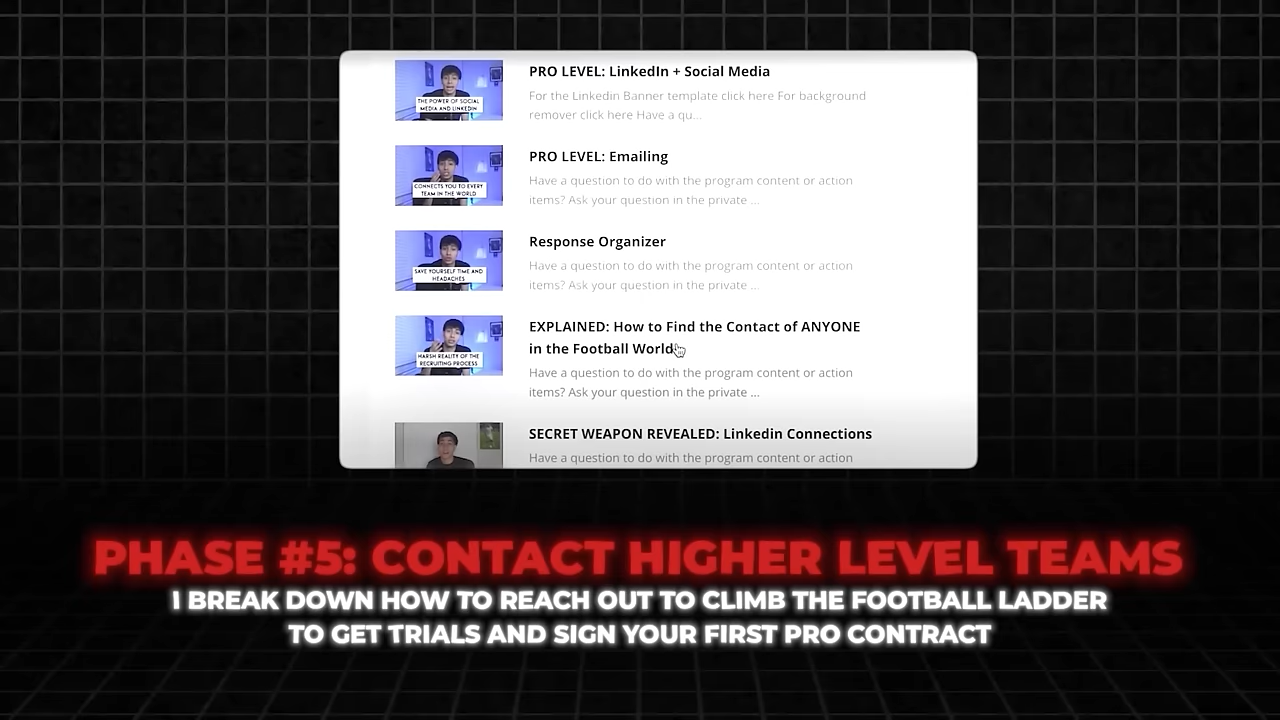 PRO LEVEL: LinkedIn + Social Media
For the Linkedin Banner template click here For background
remover click here Have a qu...
THE POWER OF SOCIAL
MEDIA AND LINKEDIN
PRO LEVEL: Emailing
Have a question to do with the program content or action
items? Ask your question in the private ...
CONNECTS YOU TO EVERY
TEAM IN THE WORLD
Response Organizer
Have a question to do with the program content or action
items? Ask your question in the private ...
SAVE YOURSELF TIME AND
HEADACHES
EXPLAINED: How to Find the Contact of ANYONE
in the Football World
Have a question to do with the program content or action
items? Ask your question in the private ...
HARSH REALITY OF THE
RECRUITING PROCESS
SECRET WEAPON REVEALED: Linkedin Connections
Have a question to do with the program content or action
PHASE #5: CONTACT HIGHER LEVEL TEAMS
I BREAK DOWN HOW TO REACH OUT TO CLIMB THE FOOTBALL LADDER
TO GET TRIALS AND SIGN YOUR FIRST PRO CONTRACT